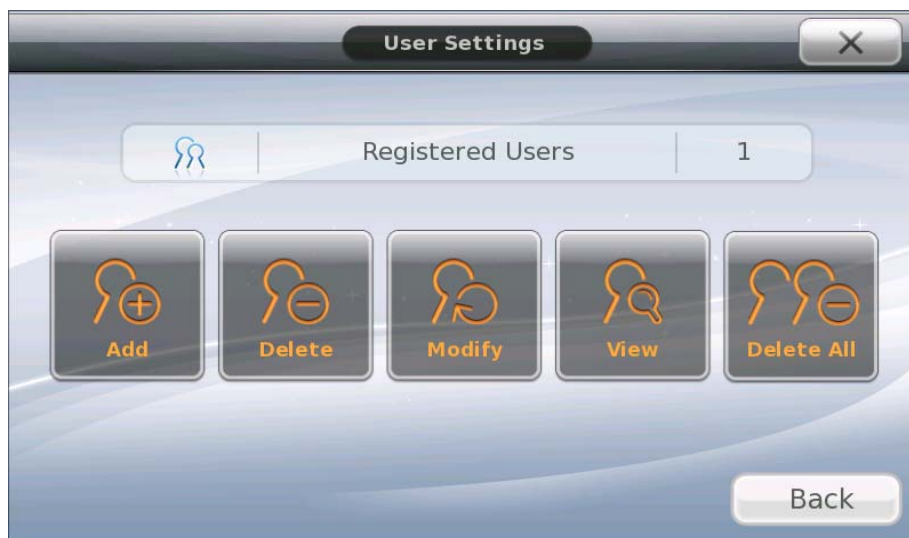 User Settings
Registered Users 1
Add Delete Modify View Delete All
Back